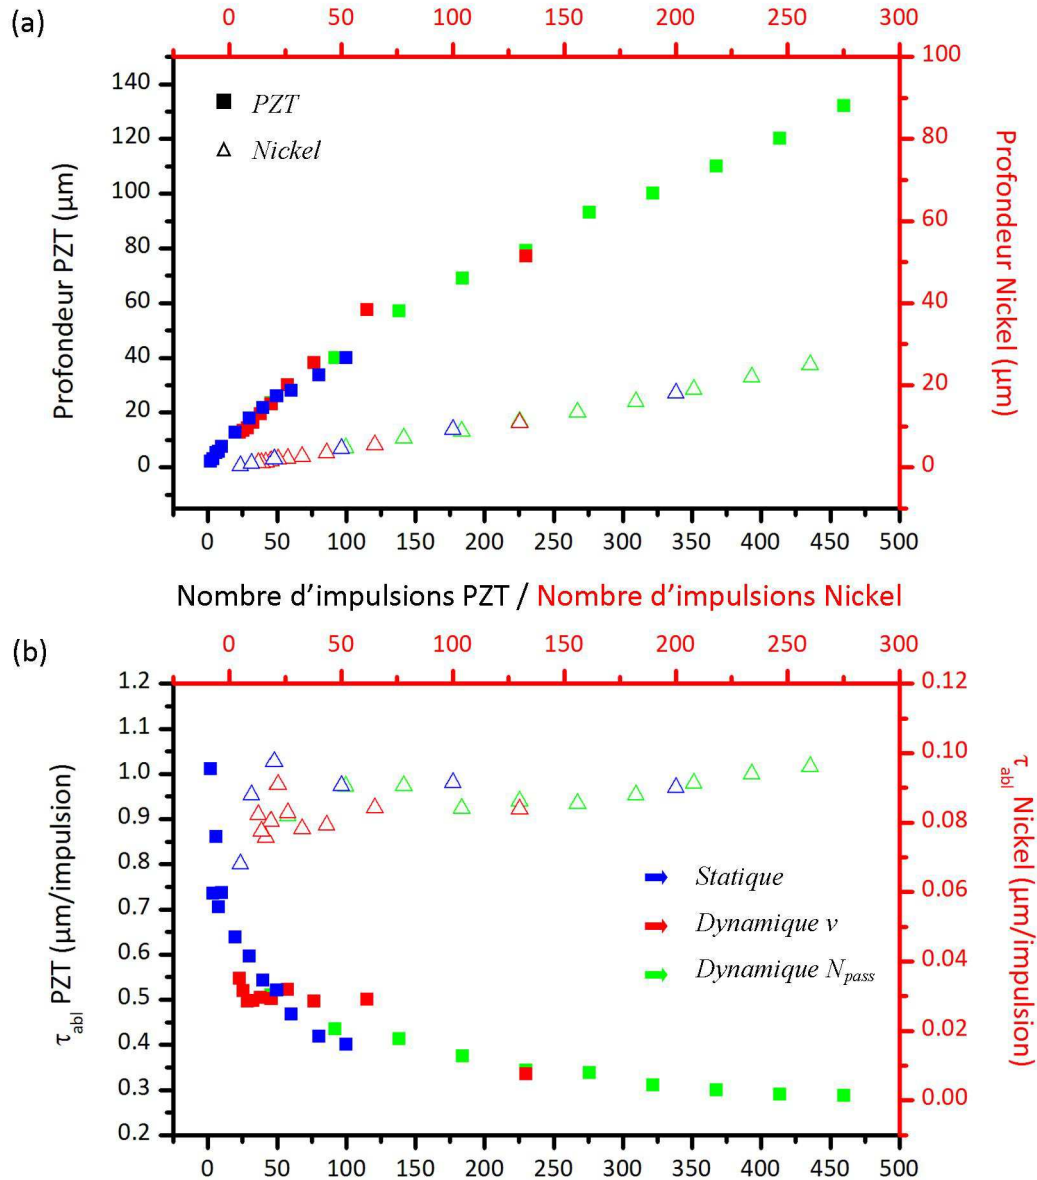 (a)
0 50 100 150 200 250 300
140
120
100
80
60
40
20
0
Profondeur PZT (µm)
PZT
Nickel
100
80
60
40
20
0
Profondeur Nickel (µm)
0 50 100 150 200 250 300 350 400 450 500
Nombre d’impulsions PZT / Nombre d’impulsions Nickel
(b)
0 50 100 150 200 250 300
1.2
1.1
1.0
0.9
0.8
0.7
0.6
0.5
0.4
0.3
0.2
τabl PZT (µm/impulsion)
Statique
Dynamique v
Dynamique Npass
0.12
0.10
0.08
0.06
0.04
0.02
0.00
τabl Nickel (µm/impulsion)
0 50 100 150 200 250 300 350 400 450 500